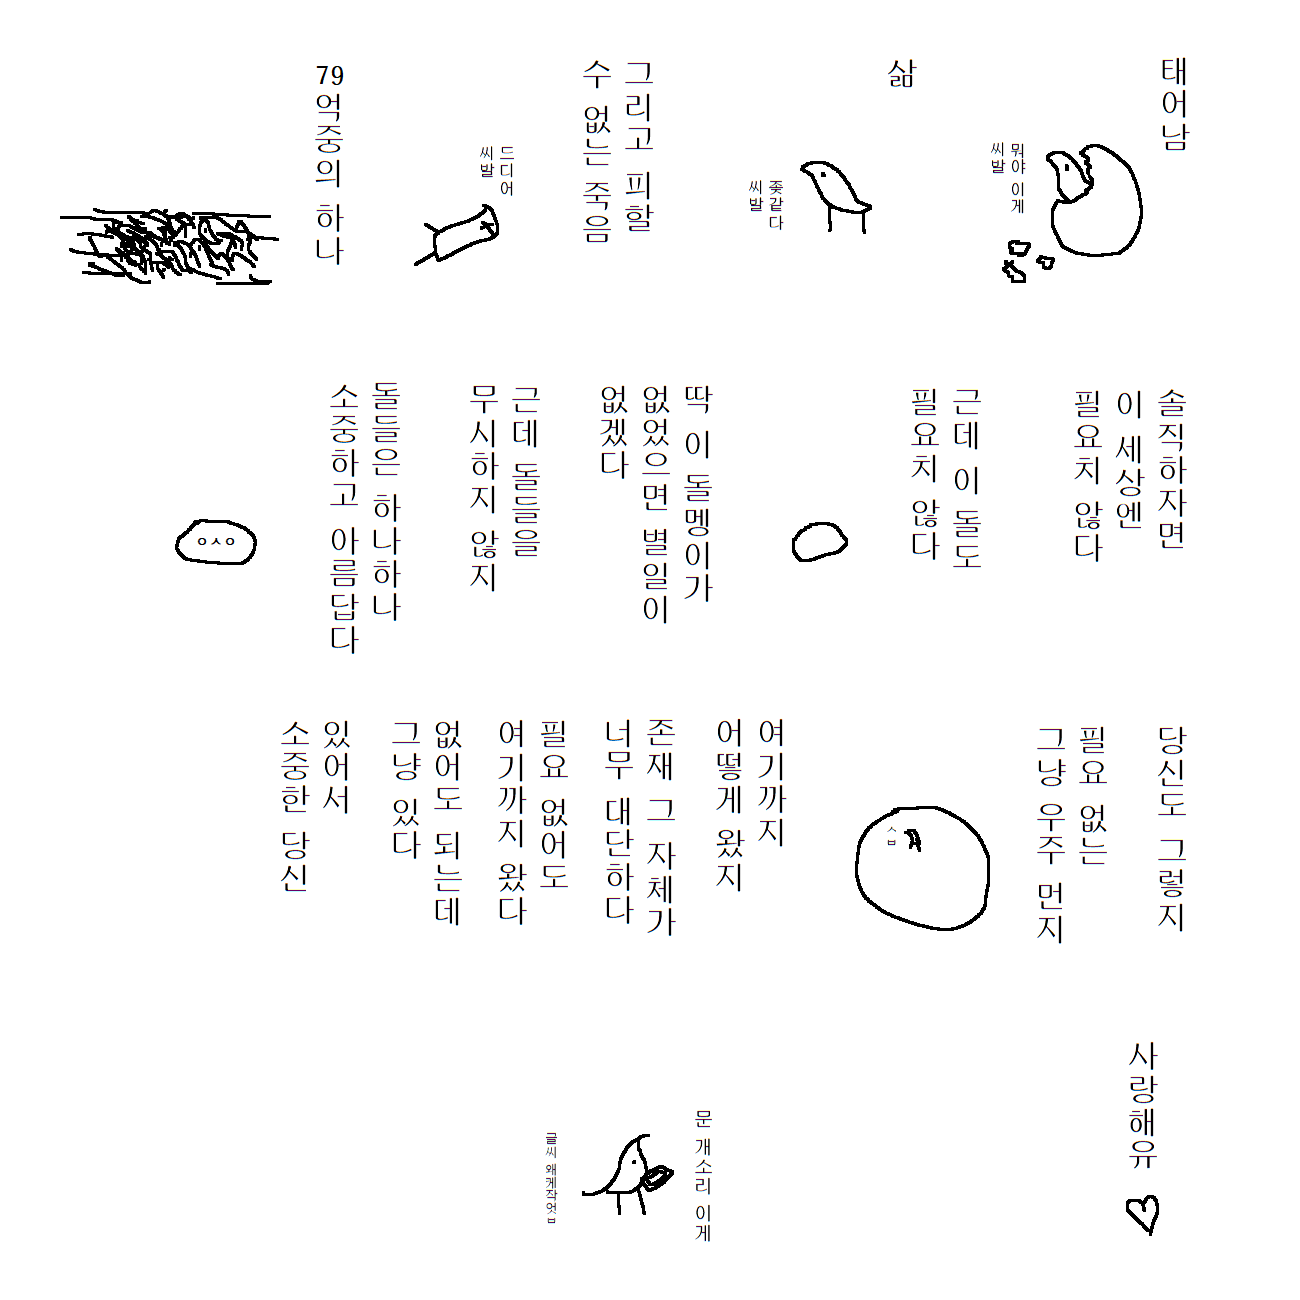 태어남
뭐야 이게
씨발
삶
좆같다
씨발
그리고 피할
수 없는 죽음
드디어
씨발
79억중의 하나
솔직하자면
이 세상엔
필요치 않다
근데 이 돌도
필요치 않다
딱 이 돌멩이가
없었으면 별일이
없겠다
근데 돌들을
무시하지 않지
돌들은 하나하나
소중하고 아름답다
ㅇㅅㅇ
당신도 그렇지
필요 없는
그냥 우주 먼지
ㅅㅂ
여기까지
어떻게 왔지
존재 그 자체가
너무 대단하다
필요 없어도
여기까지 왔다
없어도 되는데
그냥 있다
있어서
소중한 당신
사랑해유
문 개소리 이게
글씨 왜케작엇ㅂ